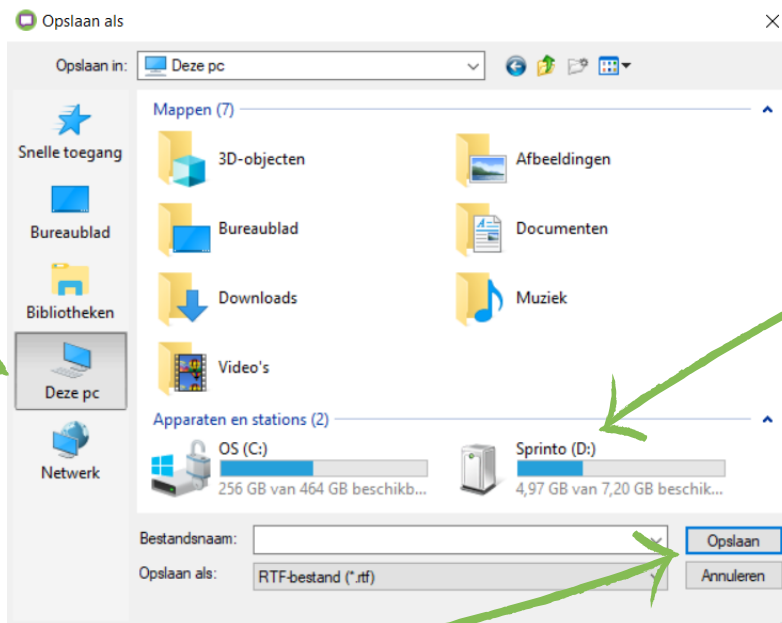 Opslaan als
Opslaan in:
Deze pc
Snelle toegang
Bureaublad
Bibliotheken
Deze pc
Netwerk
Mappen (7)
3D-objecten
Afbeeldingen
Bureaublad
Documenten
Downloads
Muziek
Video's
Apparaten en stations (2)
OS (C:)
256 GB van 464 GB beschikb...
Sprinto (D:)
4,97 GB van 7,20 GB beschik...
Bestandsnaam:
Opslaan
Opslaan als:
RTF-bestand (*.rtf)
Annuleren